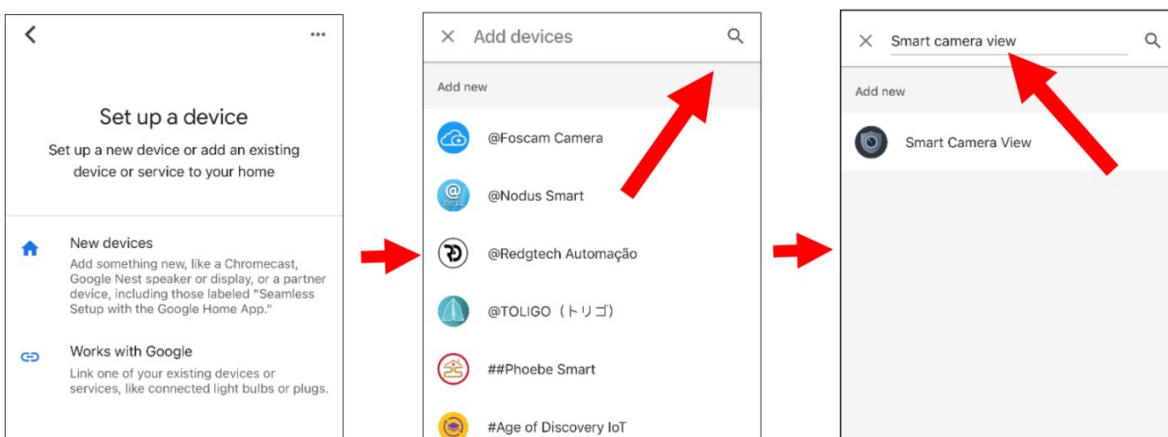 Set up a device
Set up a new device or add an existing
device or service to your home
New devices
Add something new, like a Chromecast,
Google Nest speaker or display, or a partner
device, including those labeled "Seamless
Setup with the Google Home App."
Works with Google
Link one of your existing devices or
services, like connected light bulbs or plugs.
Add devices
Add new
@Foscam Camera
@Nodus Smart
@Redgtech Automação
@TOLIGO（トリゴ）
##Phoebe Smart
#Age of Discovery IoT
Smart camera view
Add new
Smart Camera View